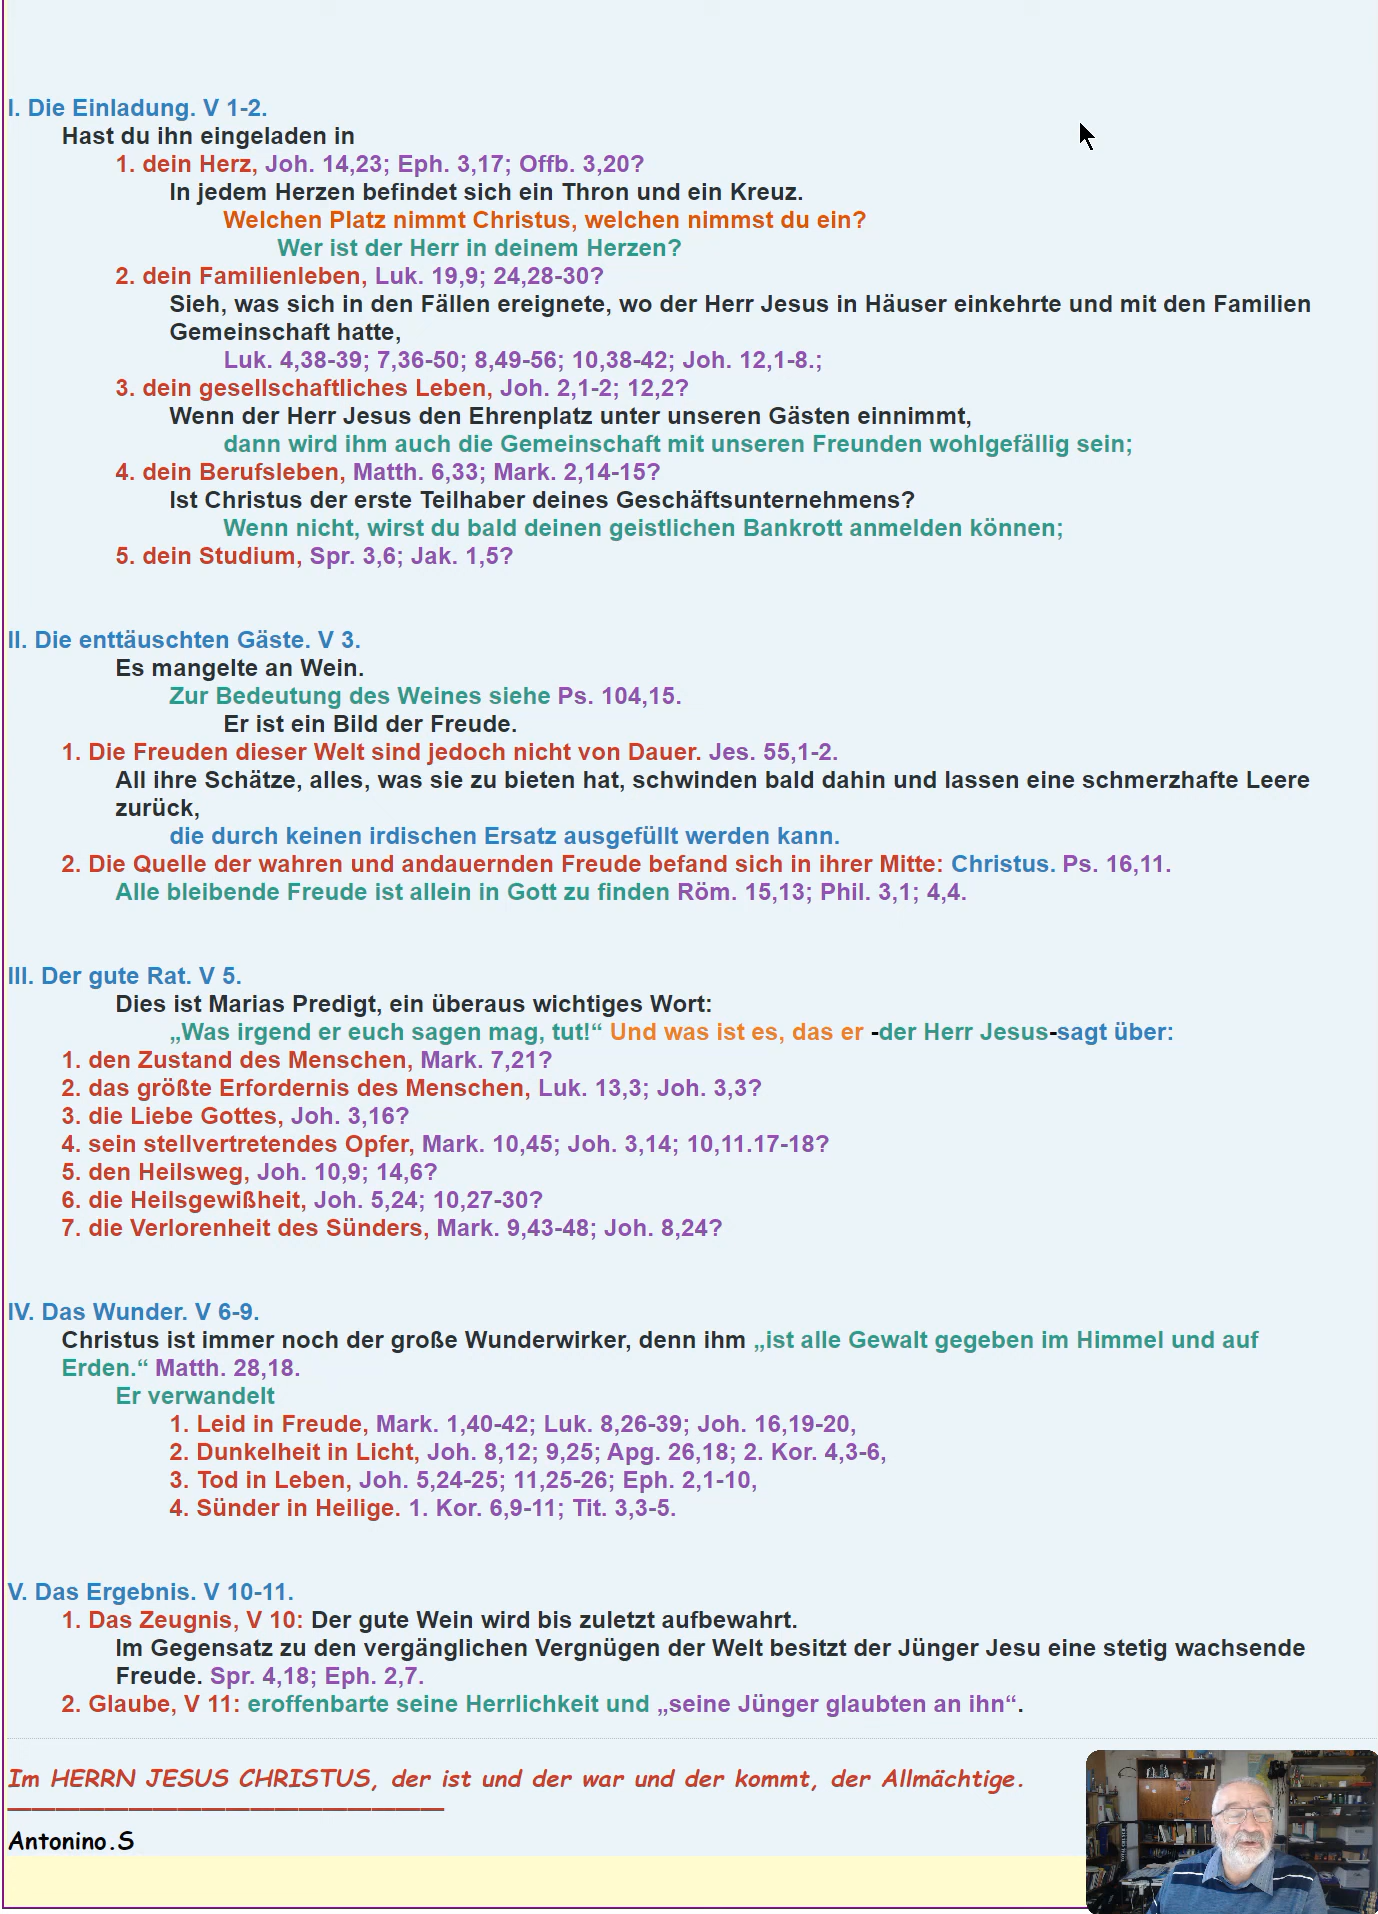 I. Die Einladung. V 1-2.
Hast du ihn eingeladen in
1. dein Herz, Joh. 14,23; Eph. 3,17; Offb. 3,20?
In jedem Herzen befindet sich ein Thron und ein Kreuz.
Welchen Platz nimmt Christus, welchen nimmst du ein?
Wer ist der Herr in deinem Herzen?
2. dein Familienleben, Luk. 19,9; 24,28-30?
Sieh, was sich in den Fällen ereignete, wo der Herr Jesus in Häuser einkehrte und mit den Familien
Gemeinschaft hatte,
Luk. 4,38-39; 7,36-50; 8,49-56; 10,38-42; Joh. 12,1-8.;
3. dein gesellschaftliches Leben, Joh. 2,1-2; 12,2?
Wenn der Herr Jesus den Ehrenplatz unter unseren Gästen einnimmt,
dann wird ihm auch die Gemeinschaft mit unseren Freunden wohlgefällig sein;
4. dein Berufsleben, Matth. 6,33; Mark. 2,14-15?
Ist Christus der erste Teilhaber deines Geschäftsunternehmens?
Wenn nicht, wirst du bald deinen geistlichen Bankrott anmelden können;
5. dein Studium, Spr. 3,6; Jak. 1,5?
II. Die enttäuschten Gäste. V 3.
Es mangelte an Wein.
Zur Bedeutung des Weines siehe Ps. 104,15.
Er ist ein Bild der Freude.
1. Die Freuden dieser Welt sind jedoch nicht von Dauer. Jes. 55,1-2.
All ihre Schätze, alles, was sie zu bieten hat, schwinden bald dahin und lassen eine schmerzhafte Leere
zurück,
die durch keinen irdischen Ersatz ausgefüllt werden kann.
2. Die Quelle der wahren und andauernden Freude befand sich in ihrer Mitte: Christus. Ps. 16,11.
Alle bleibende Freude ist allein in Gott zu finden Röm. 15,13; Phil. 3,1; 4,4.
III. Der gute Rat. V 5.
Dies ist Marias Predigt, ein überaus wichtiges Wort:
„Was irgend er euch sagen mag, tut!“ Und was ist es, das er -der Herr Jesus-sagt über:
1. den Zustand des Menschen, Mark. 7,21?
2. das größte Erfordernis des Menschen, Luk. 13,3; Joh. 3,3?
3. die Liebe Gottes, Joh. 3,16?
4. sein stellvertretendes Opfer, Mark. 10,45; Joh. 3,14; 10,11.17-18?
5. den Heilsweg, Joh. 10,9; 14,6?
6. die Heilsgewißheit, Joh. 5,24; 10,27-30?
7. die Verlorenheit des Sünders, Mark. 9,43-48; Joh. 8,24?
IV. Das Wunder. V 6-9.
Christus ist immer noch der große Wunderwirker, denn ihm „ist alle Gewalt gegeben im Himmel und auf
Erden.“ Matth. 28,18.
Er verwandelt
1. Leid in Freude, Mark. 1,40-42; Luk. 8,26-39; Joh. 16,19-20,
2. Dunkelheit in Licht, Joh. 8,12; 9,25; Apg. 26,18; 2. Kor. 4,3-6,
3. Tod in Leben, Joh. 5,24-25; 11,25-26; Eph. 2,1-10,
4. Sünder in Heilige. 1. Kor. 6,9-11; Tit. 3,3-5.
V. Das Ergebnis. V 10-11.
1. Das Zeugnis, V 10: Der gute Wein wird bis zuletzt aufbewahrt.
Im Gegensatz zu den vergänglichen Vergnügen der Welt besitzt der Jünger Jesu eine stetig wachsende
Freude. Spr. 4,18; Eph. 2,7.
2. Glaube, V 11: eroffenbarte seine Herrlichkeit und „seine Jünger glaubten an ihn“.
Im HERRN JESUS CHRISTUS, der ist und der war und der kommt, der Allmächtige.
Antonino.S